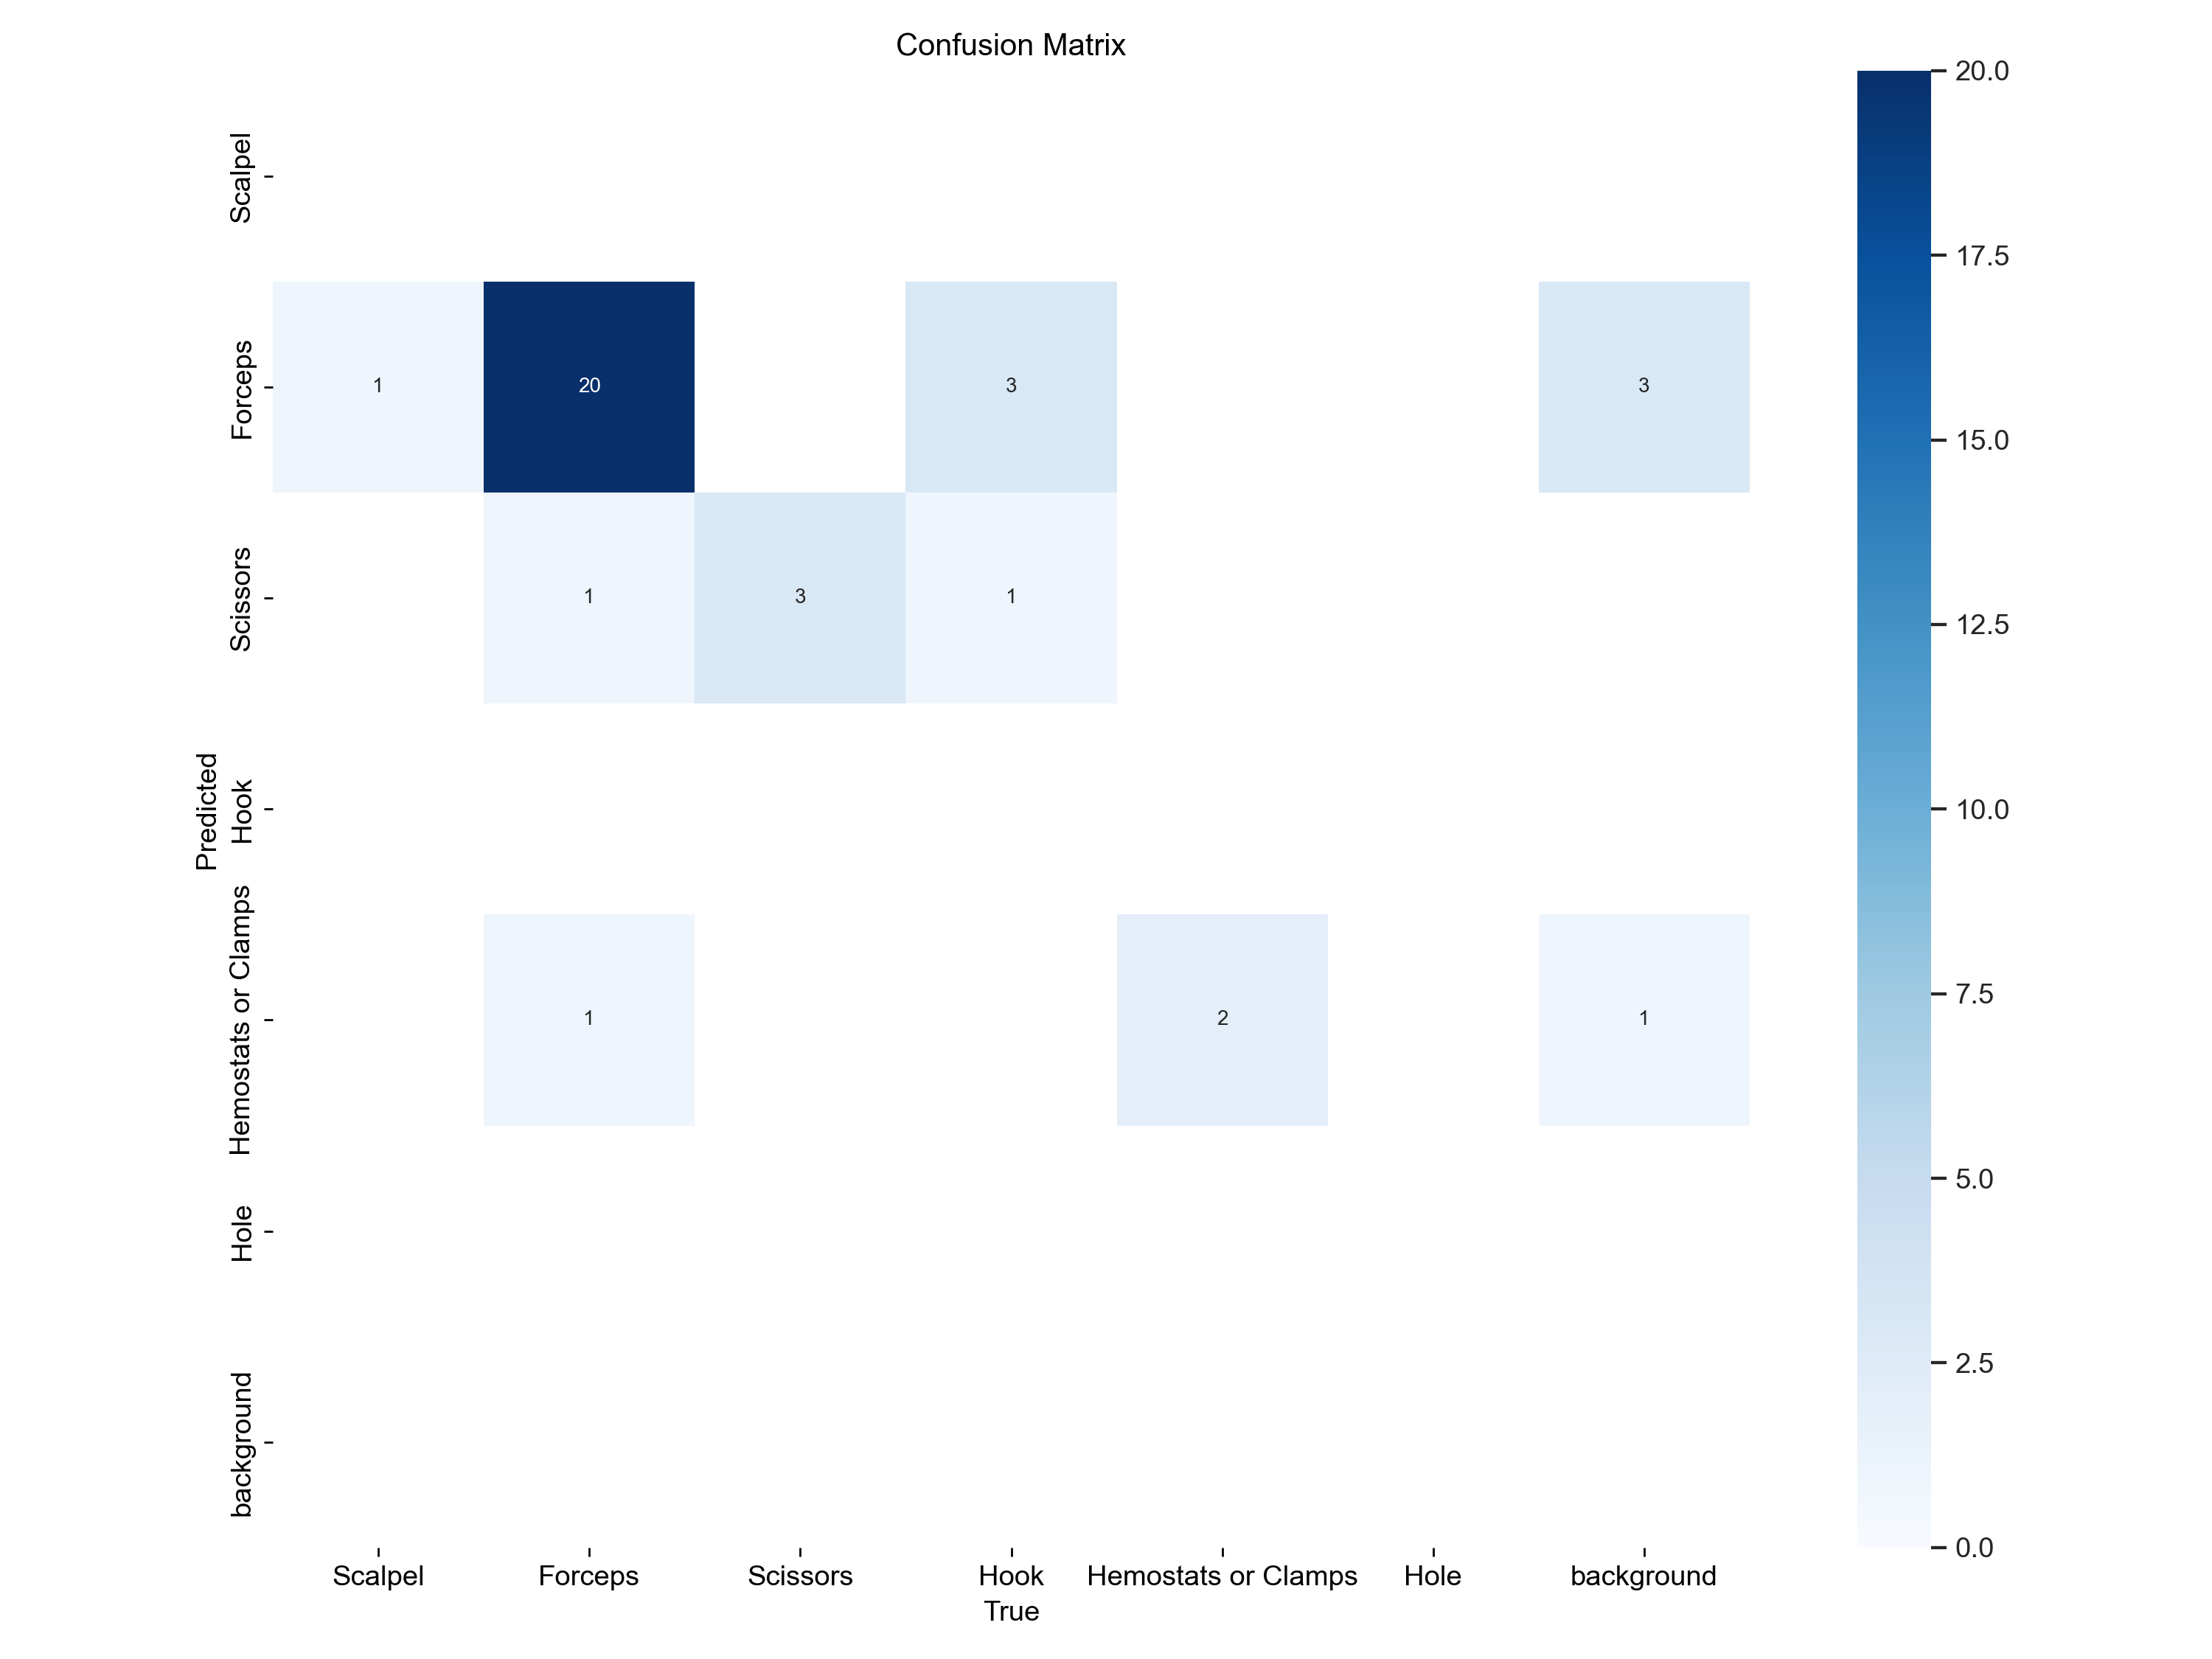 Confusion Matrix
Predicted
Scalpel
Forceps
1 20 3 3
Scissors
1 3 1
Hook
Hemostats or Clamps
1 2 1
Hole
background
Scalpel Forceps Scissors Hook Hemostats or Clamps Hole background
True
20.0
17.5
15.0
12.5
10.0
7.5
5.0
2.5
0.0